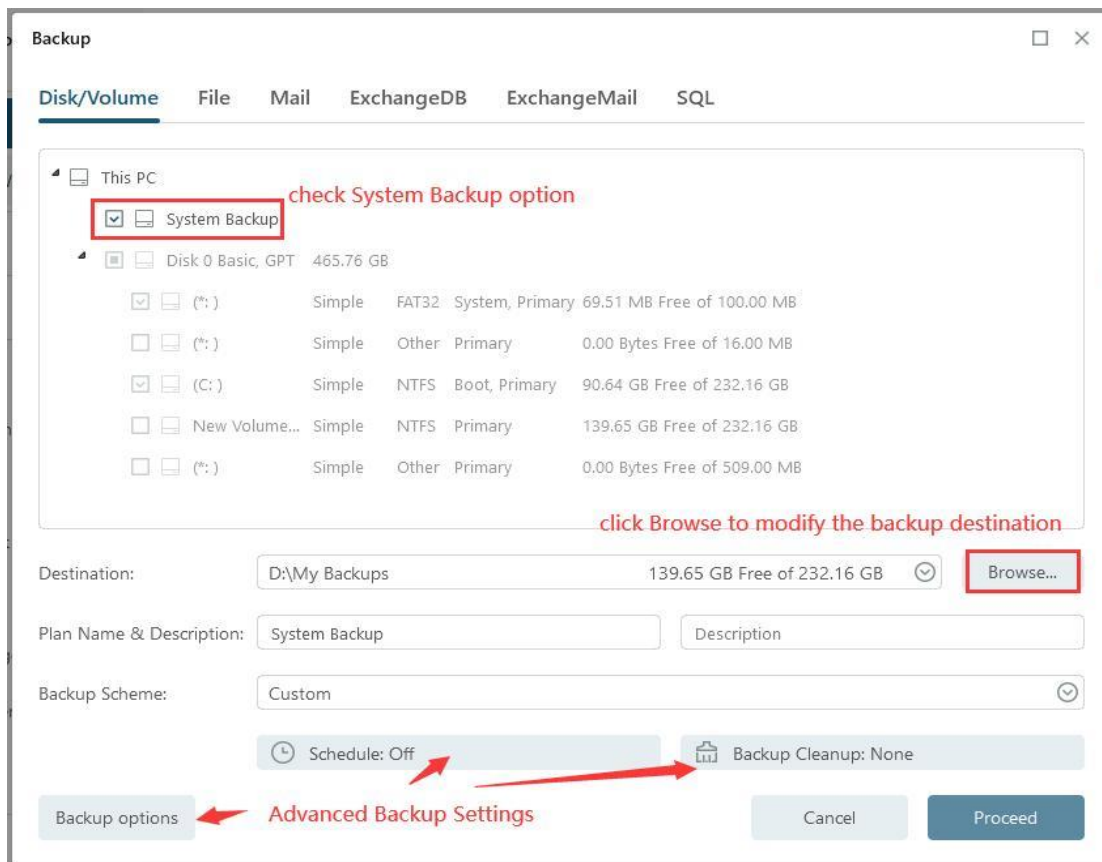 Backup
Disk/Volume File Mail ExchangeDB ExchangeMail SQL
This PC
check System Backup option
System Backup
Disk 0 Basic, GPT 465.76 GB
(*: ) Simple FAT32 System, Primary 69.51 MB Free of 100.00 MB
(*: ) Simple Other Primary 0.00 Bytes Free of 16.00 MB
(C: ) Simple NTFS Boot, Primary 90.64 GB Free of 232.16 GB
New Volume... Simple NTFS Primary 139.65 GB Free of 232.16 GB
(*: ) Simple Other Primary 0.00 Bytes Free of 509.00 MB
click Browse to modify the backup destination
Destination: D:\My Backups 139.65 GB Free of 232.16 GB Browse...
Plan Name & Description: System Backup Description
Backup Scheme: Custom
Schedule: Off Backup Cleanup: None
Backup options Advanced Backup Settings Cancel Proceed